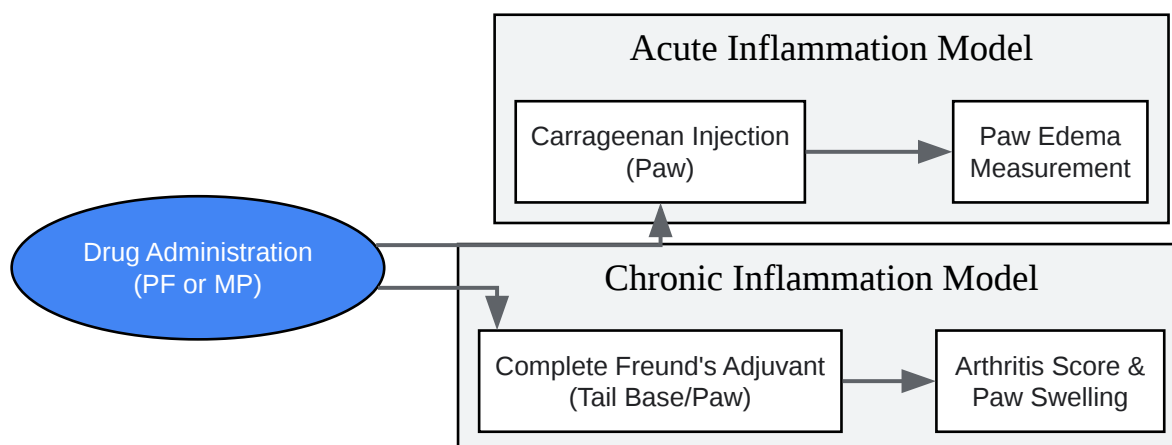 Acute Inflammation Model
Carrageenan Injection
(Paw)
Paw Edema
Measurement
Drug Administration
(PF or MP)
Chronic Inflammation Model
Complete Freund's Adjuvant
(Tail Base/Paw)
Arthritis Score &
Paw Swelling